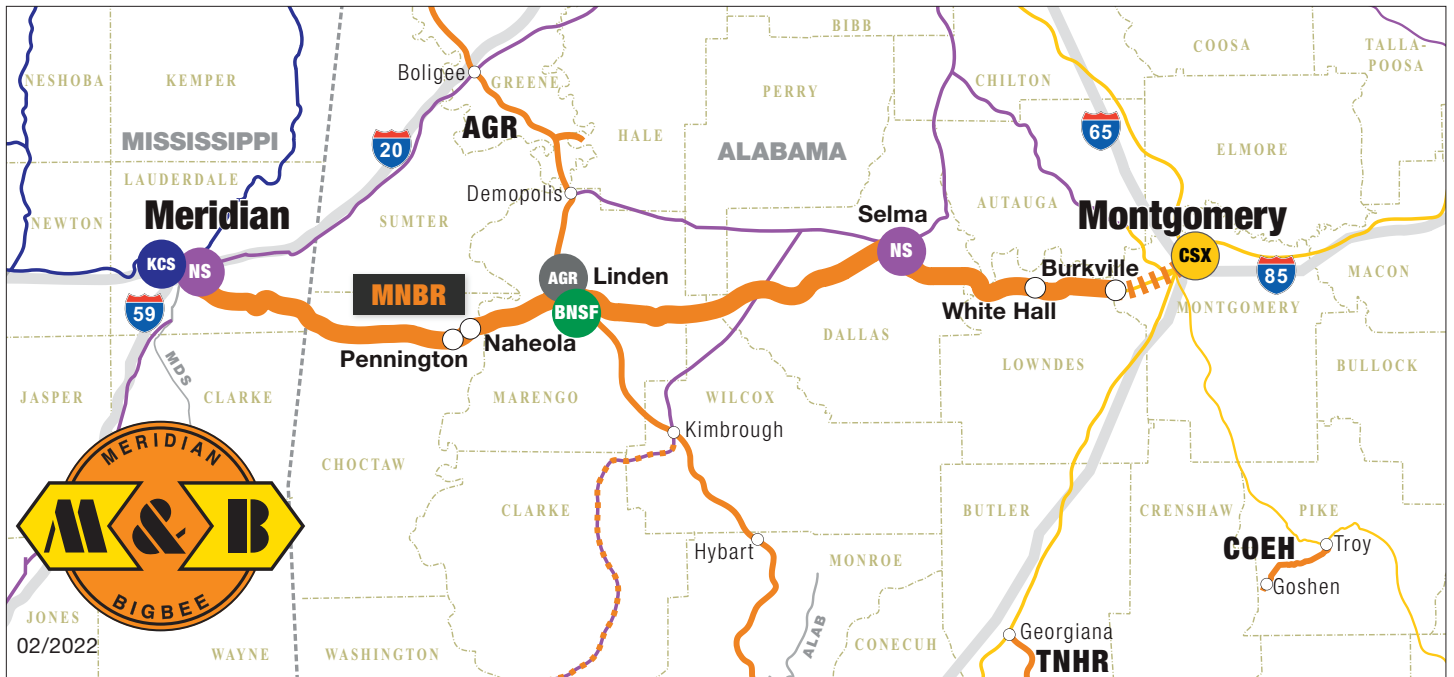 BIBB
COOSA
TALLA-
POOSA
NESHOBA
KEMPER
Boligee
GREENE
PERRY
CHILTON
AGR
HALE
65
MISSISSIPPI
20
ALABAMA
ELMORE
LAUDERDALE
Demopolis
NEWTON
Meridian
SUMTER
Selma
AUTAUGA
Montgomery
KCS
NS
AGR
Linden
NS
Burkville
CSX
85
MACON
59
MNBR
BNSF
White Hall
MONTGOMERY
Pennington
Naheola
DALLAS
LOWNDES
BULLOCK
MDS
JASPER
CLARKE
MARENGO
WILCOX
Kimbrough
MERIDIAN
M & B
BIGBEE
CHOCTAW
CLARKE
BUTLER
CRENSHAW
PIKE
Hybart
MONROE
COEH
Troy
Goshen
JONES
02/2022
WAYNE
WASHINGTON
ALAB
CONECUH
Georgiana
TNHR